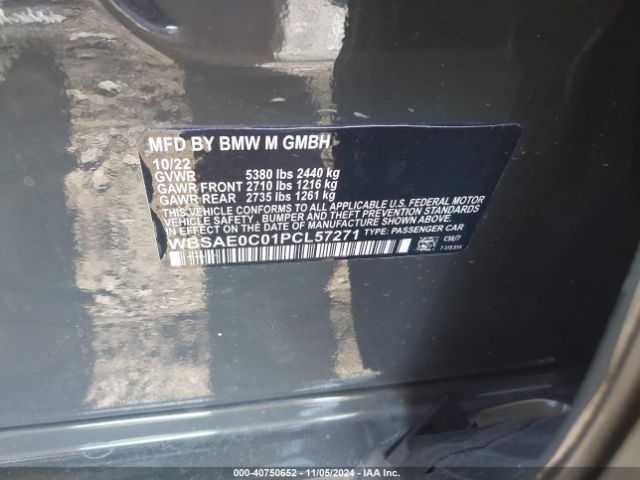 MFD BY BMW M GMBH
10/22
GVWR 5380 lbs 2440 kg
GAWR FRONT 2710 lbs 1216 kg
GAWR REAR 2735 lbs 1261 kg
THIS VEHICLE CONFORMS TO ALL APPLICABLE U.S. FEDERAL MOTOR
VEHICLE SAFETY, BUMPER AND THEFT PREVENTION STANDARDS
IN EFFECT ON THE DATE OF MANUFACTURE SHOWN ABOVE.
WBSAE0C01PCL57271 TYPE: PASSENGER CAR
000-40750652 - 11/05/2024 - IAA Inc.